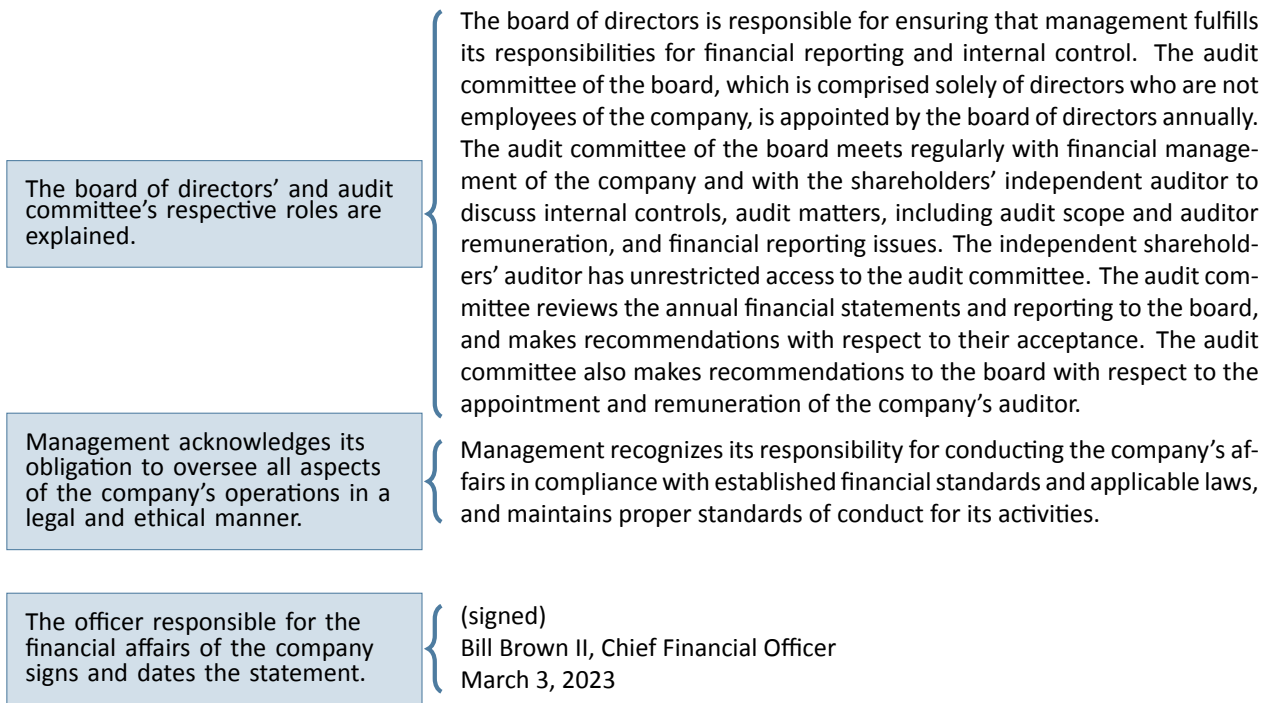 The board of directors is responsible for ensuring that management fulfills
its responsibilities for financial reporting and internal control. The audit
committee of the board, which is comprised solely of directors who are not
employees of the company, is appointed by the board of directors annually.
The audit committee of the board meets regularly with financial manage-
ment of the company and with the shareholders’ independent auditor to
discuss internal controls, audit matters, including audit scope and auditor
remuneration, and financial reporting issues. The independent sharehold-
ers’ auditor has unrestricted access to the audit committee. The audit com-
mittee reviews the annual financial statements and reporting to the board,
and makes recommendations with respect to their acceptance. The audit
committee also makes recommendations to the board with respect to the
appointment and remuneration of the company’s auditor.
The board of directors’ and audit
committee’s respective roles are
explained.
Management acknowledges its
obligation to oversee all aspects
of the company’s operations in a
legal and ethical manner.
Management recognizes its responsibility for conducting the company’s af-
fairs in compliance with established financial standards and applicable laws,
and maintains proper standards of conduct for its activities.
The officer responsible for the
financial affairs of the company
signs and dates the statement.
(signed)
Bill Brown II, Chief Financial Officer
March 3, 2023